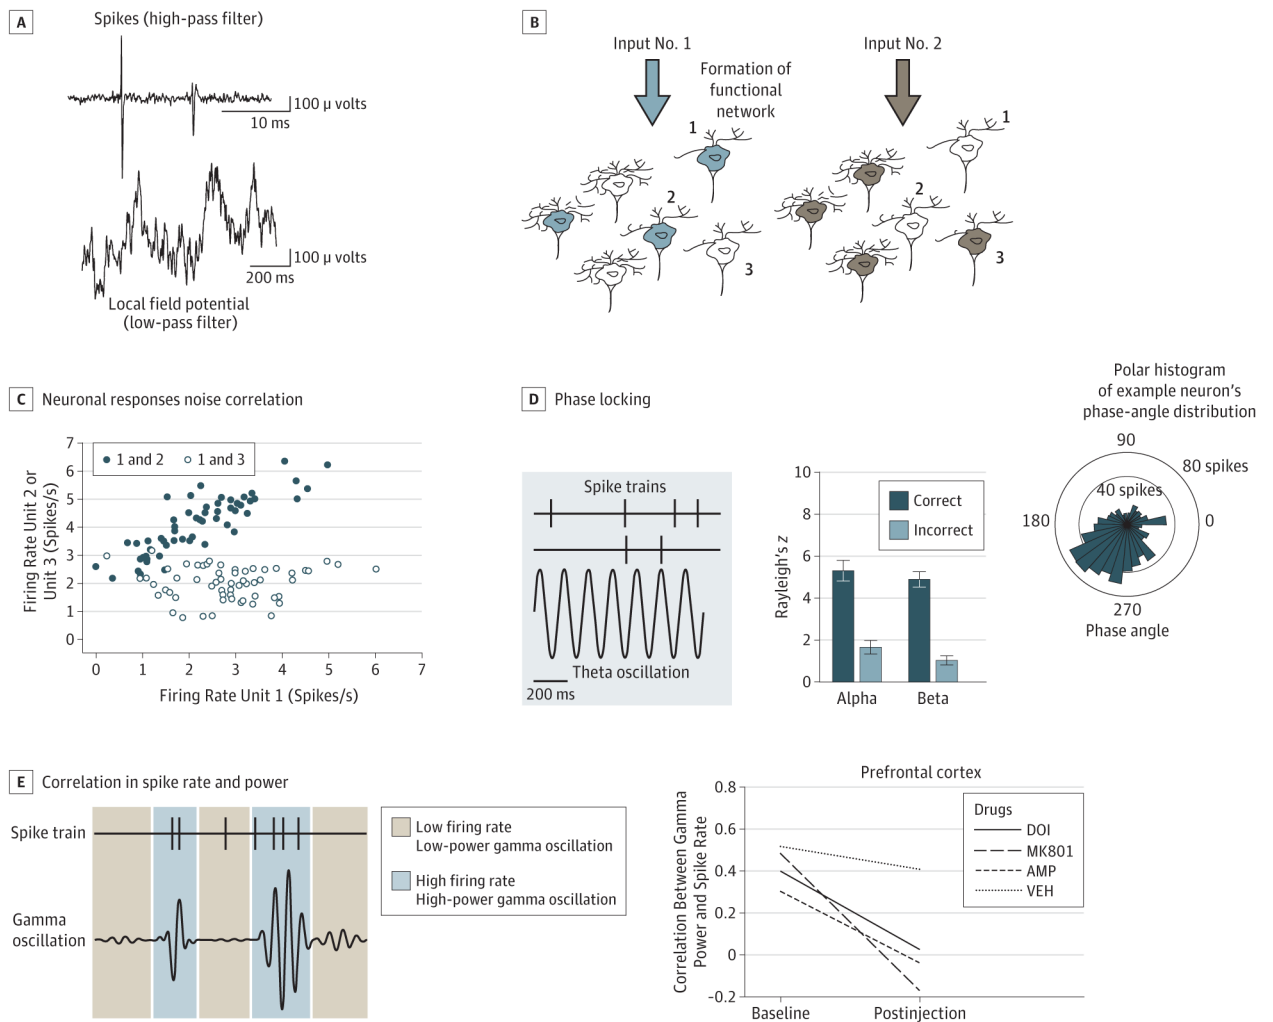 A
Spikes (high-pass filter)
100 μ volts
10 ms
100 μ volts
200 ms
Local field potential
(low-pass filter)
B
Input No. 1
Input No. 2
Formation of
functional
network
1
2
3
1
2
3
C
Neuronal responses noise correlation
1 and 2
1 and 3
7
6
5
4
3
2
1
0
Firing Rate Unit 2 or
Unit 3 (Spikes/s)
0
1
2
3
4
5
6
7
Firing Rate Unit 1 (Spikes/s)
D
Phase locking
Spike trains
Theta oscillation
200 ms
10
8
6
4
2
0
Rayleigh's z
Correct
Incorrect
Alpha
Beta
Polar histogram
of example neuron's
phase-angle distribution
90
80 spikes
40 spikes
180
0
270
Phase angle
E
Correlation in spike rate and power
Spike train
Gamma
oscillation
Low firing rate
Low-power gamma oscillation
High firing rate
High-power gamma oscillation
Prefrontal cortex
0.8
0.6
0.4
0.2
0
-0.2
Correlation Between Gamma
Power and Spike Rate
Drugs
DOI
MK801
AMP
VEH
Baseline
Postinjection